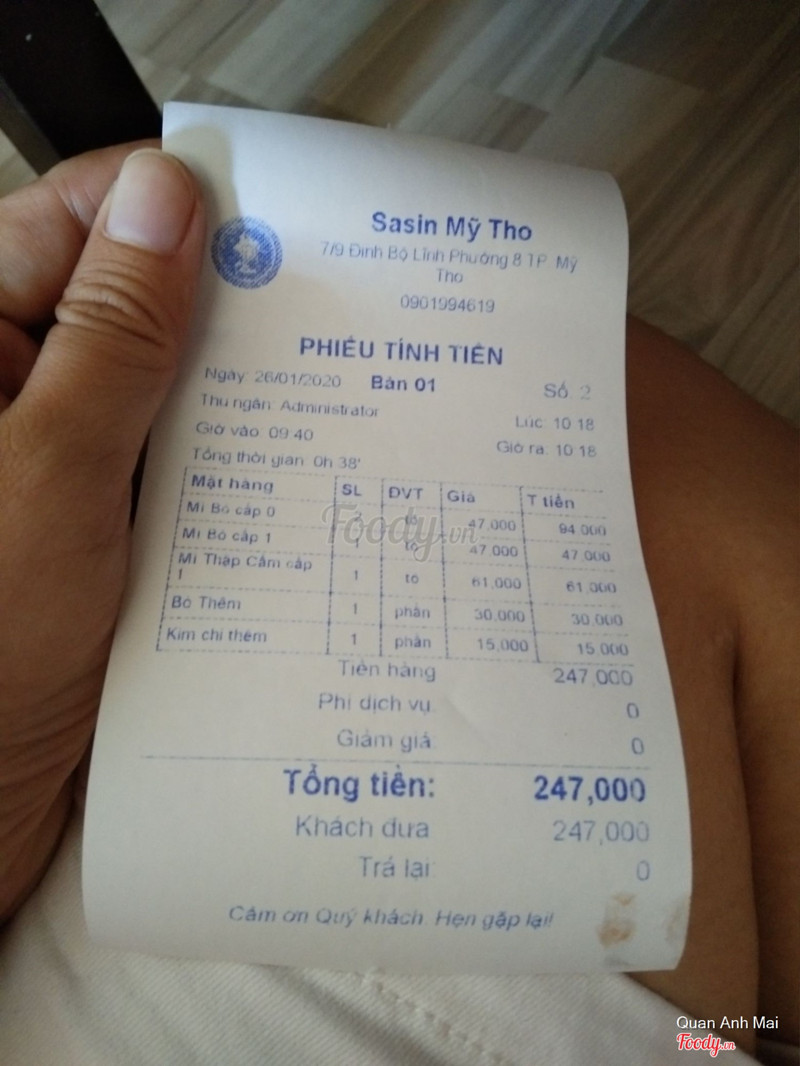 Sasin Mỹ Tho
7/9 Đinh Bộ Lĩnh Phường 8 TP. Mỹ
Tho
0901994619
PHIẾU TÍNH TIỀN
Ngày: 26/01/2020 Bàn 01 Số: 2
Thu ngân: Administrator Lúc: 10:18
Giờ vào: 09:40 Giờ ra: 10:18
Tổng thời gian: 0h 38'
Mặt hàng SL ĐVT Giá T.tiền
Mì Bò cấp 0 2 tô 47,000 94,000
Mì Bò cấp 1 1 tô 47,000 47,000
Mì Thập Cẩm cấp
1 1 tô 61,000 61,000
Bò Thêm 1 phần 30,000 30,000
Kim chi thêm 1 phần 15,000 15,000
Tiền hàng 247,000
Phí dịch vụ: 0
Giảm giá: 0
Tổng tiền: 247,000
Khách đưa 247,000
Trả lại: 0
Cảm ơn Quý khách. Hẹn gặp lại!
Foody.vn
Quan Anh Mai
Foody.vn